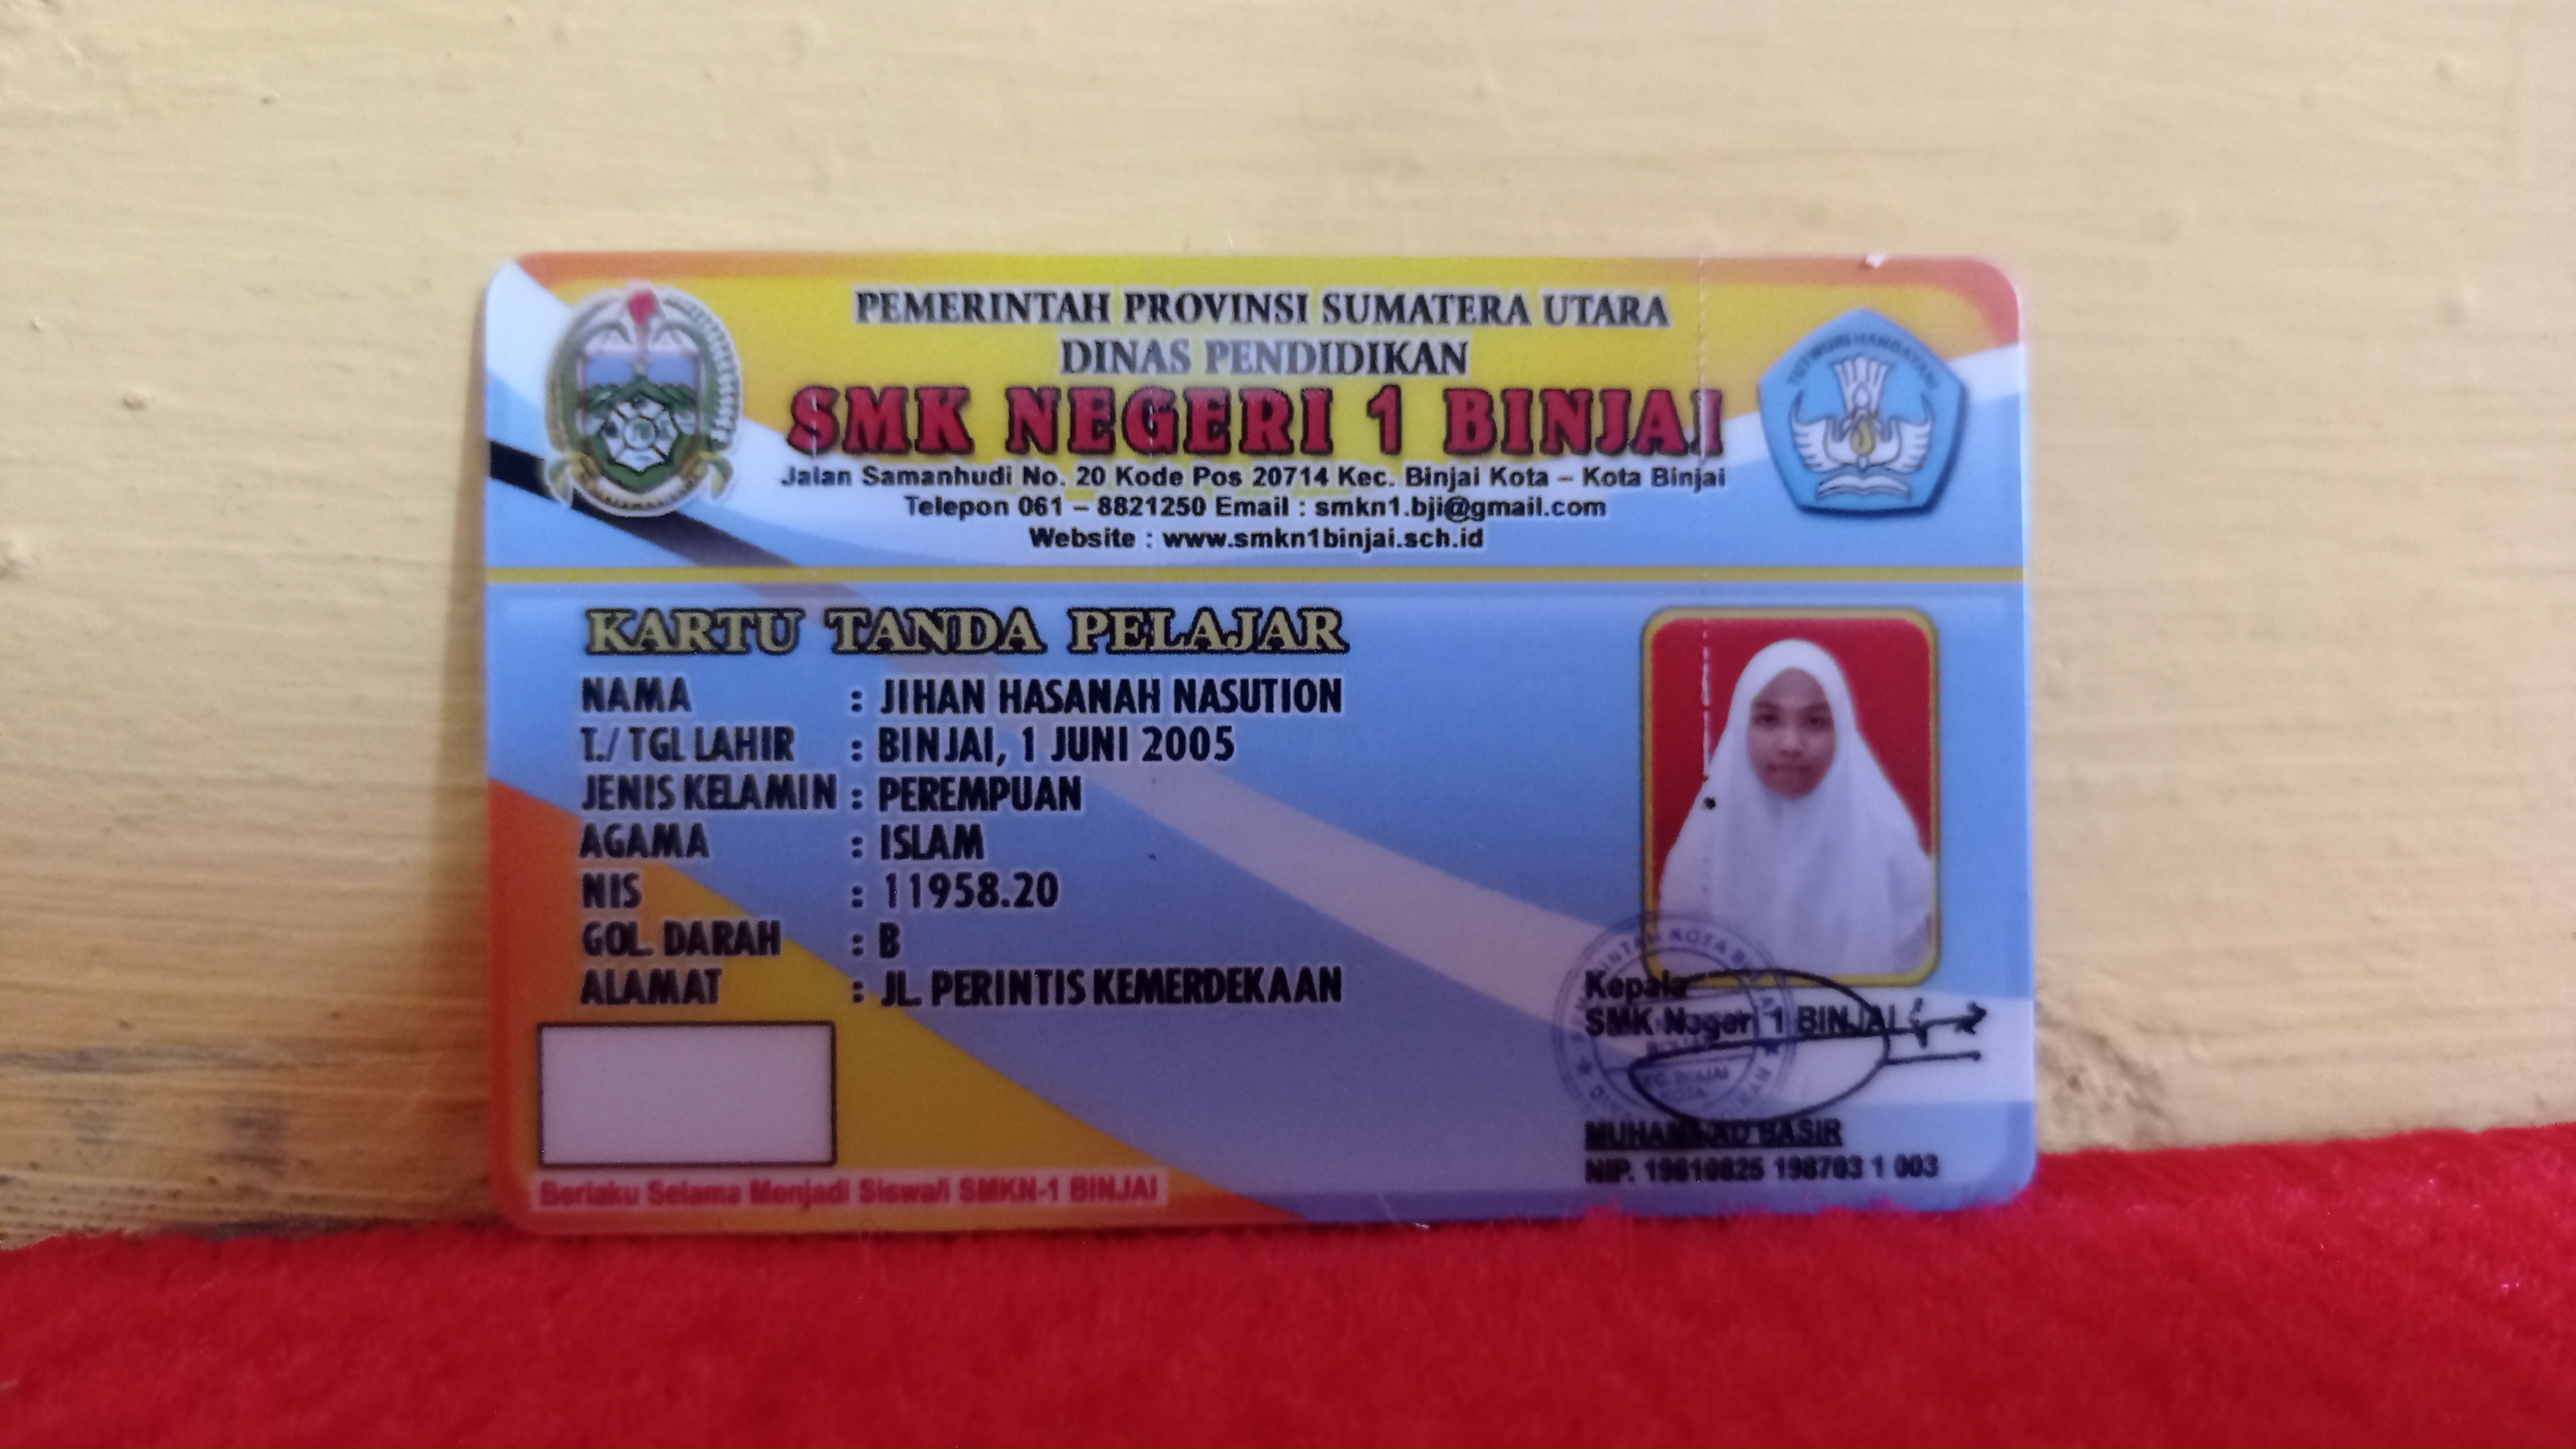 PEMERINTAH PROVINSI SUMATERA UTARA
DINAS PENDIDIKAN
SMK NEGERI 1 BINJAI
Jalan Samanhudi No. 20 Kode Pos 20714 Kec. Binjai Kota – Kota Binjai
Telepon 061 – 8821250 Email : smkn1.bji@gmail.com
Website : www.smkn1binjai.sch.id
TUT WURI HANDAYANI
KARTU TANDA PELAJAR
NAMA : JIHAN HASANAH NASUTION
T./ TGL LAHIR : BINJAI, 1 JUNI 2005
JENIS KELAMIN : PEREMPUAN
AGAMA : ISLAM
NIS : 11958.20
GOL. DARAH : B
ALAMAT : JL. PERINTIS KEMERDEKAAN
Kepala
SMK Negeri 1 BINJAI
MUHAMMAD BASIR
NIP. 19610825 198703 1 003
Berlaku Selama Menjadi Siswa/i SMKN-1 BINJAI